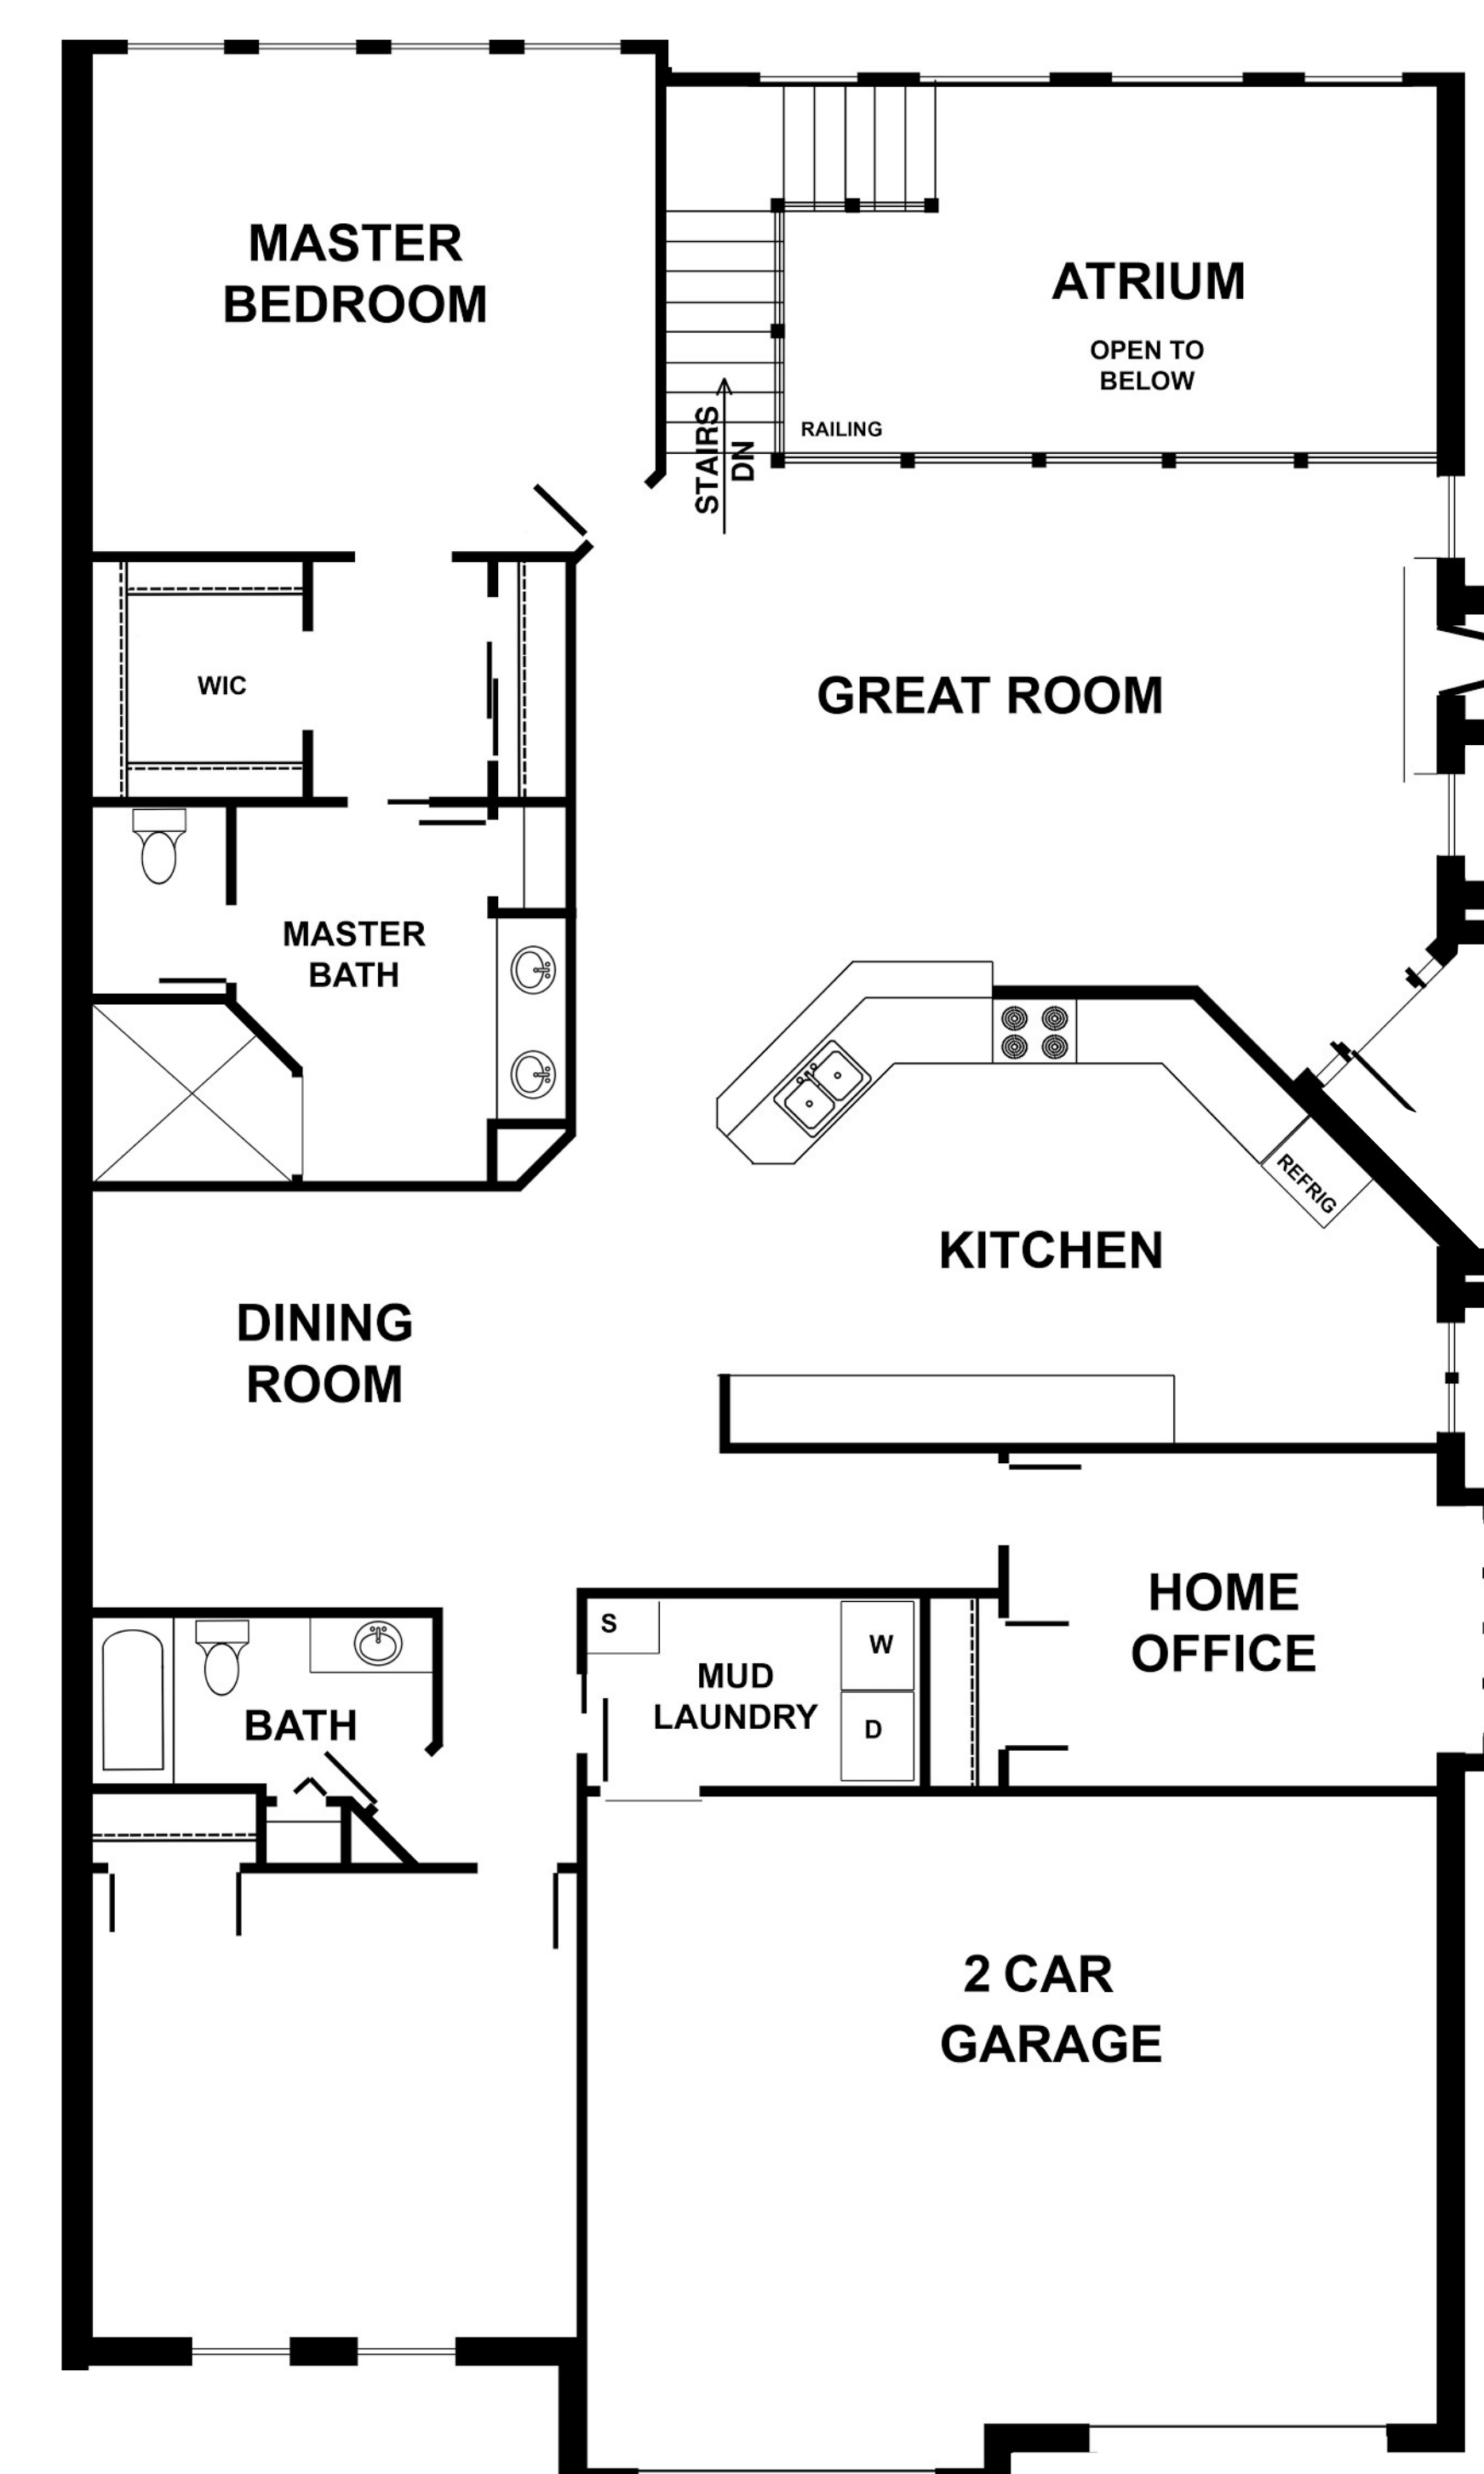 MASTER
BEDROOM
ATRIUM
OPEN TO
BELOW
RAILING
STAIRS
DN
WIC
GREAT ROOM
MASTER
BATH
REFRIG
KITCHEN
DINING
ROOM
HOME
OFFICE
S
W
MUD
LAUNDRY
D
BATH
2 CAR
GARAGE